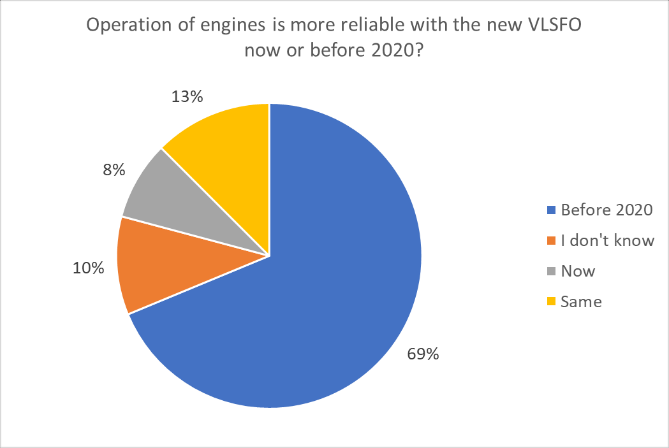 Operation of engines is more reliable with the new VLSFO
now or before 2020?
13%
8%
10%
69%
Before 2020
I don't know
Now
Same